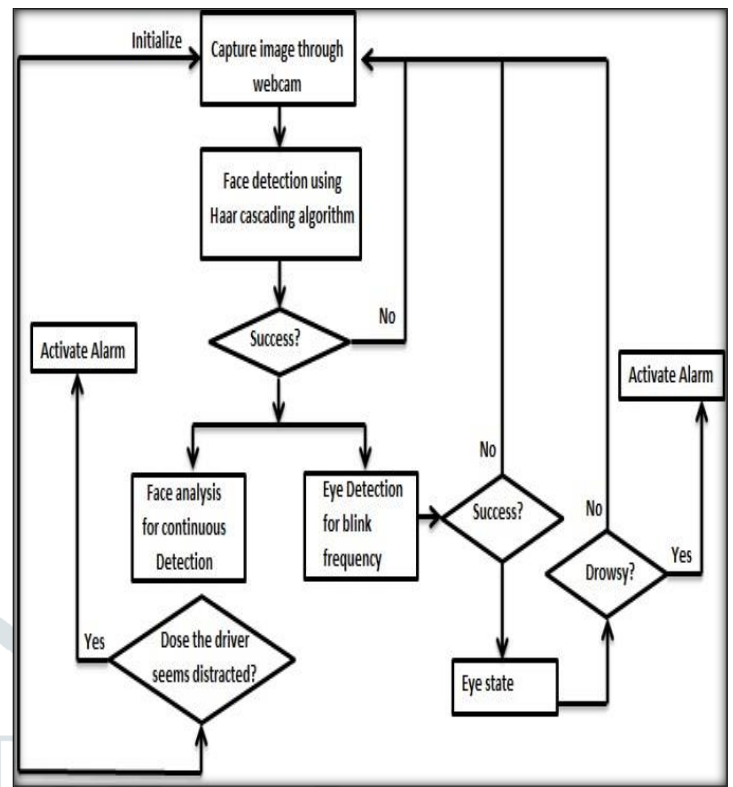 Initialize
Capture image through
webcam
Face detection using
Haar cascading algorithm
Success?
No
Activate Alarm
Activate Alarm
Face analysis
for continuous
Detection
Eye Detection
for blink
frequency
No
Success?
No
Drowsy?
Yes
Yes
Dose the driver
seems distracted?
Eye state